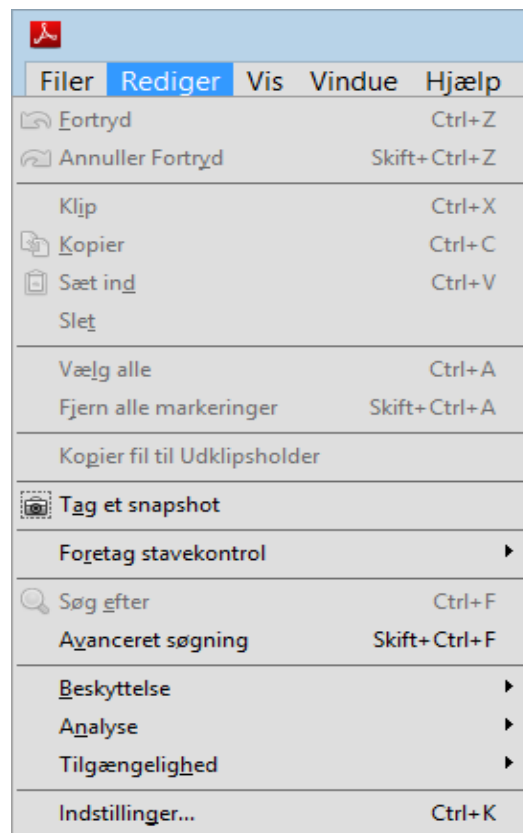 Filer Rediger Vis Vindue Hjælp
Fortryd Ctrl+Z
Annuller Fortryd Skift+Ctrl+Z
Klip Ctrl+X
Kopier Ctrl+C
Sæt ind Ctrl+V
Slet
Vælg alle Ctrl+A
Fjern alle markeringer Skift+Ctrl+A
Kopier fil til Udklipsholder
Tag et snapshot
Foretag stavekontrol
Søg efter Ctrl+F
Avanceret søgning Skift+Ctrl+F
Beskyttelse
Analyse
Tilgængelighed
Indstillinger... Ctrl+K